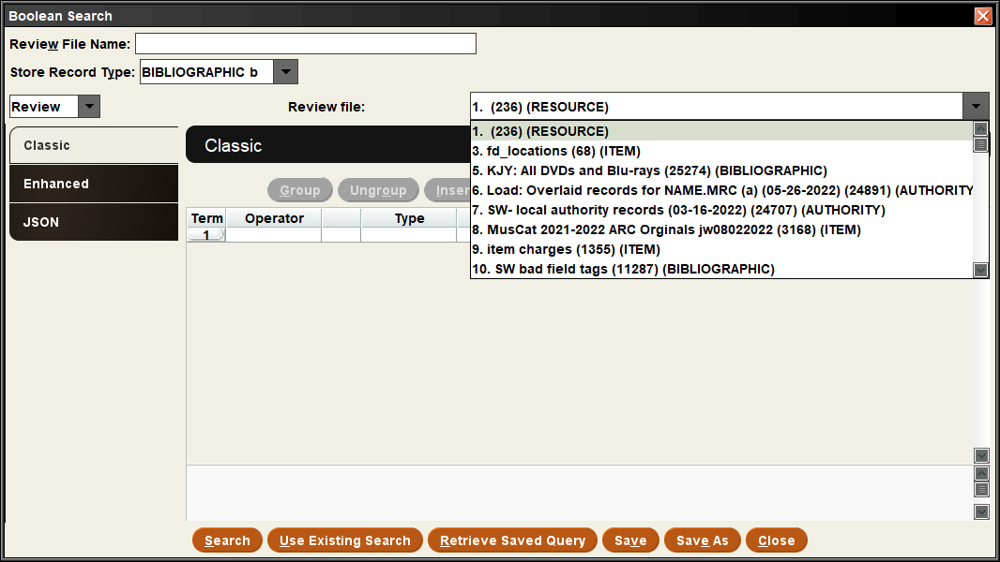 Boolean Search
Review File Name:
Store Record Type: BIBLIOGRAPHIC b
Review Review file: 1. (236) (RESOURCE)
1. (236) (RESOURCE)
3. fd_locations (68) (ITEM)
5. KJY: All DVDs and Blu-rays (25274) (BIBLIOGRAPHIC)
6. Load: Overlaid records for NAME.MRC (a) (05-26-2022) (24891) (AUTHORITY
7. SW- local authority records (03-16-2022) (24707) (AUTHORITY)
8. MusCat 2021-2022 ARC Orginals jw08022022 (3168) (ITEM)
9. item charges (1355) (ITEM)
10. SW bad field tags (11287) (BIBLIOGRAPHIC)
Classic
Enhanced
JSON
Classic
Group Ungroup Inser
Term Operator Type
1
Search Use Existing Search Retrieve Saved Query Save Save As Close